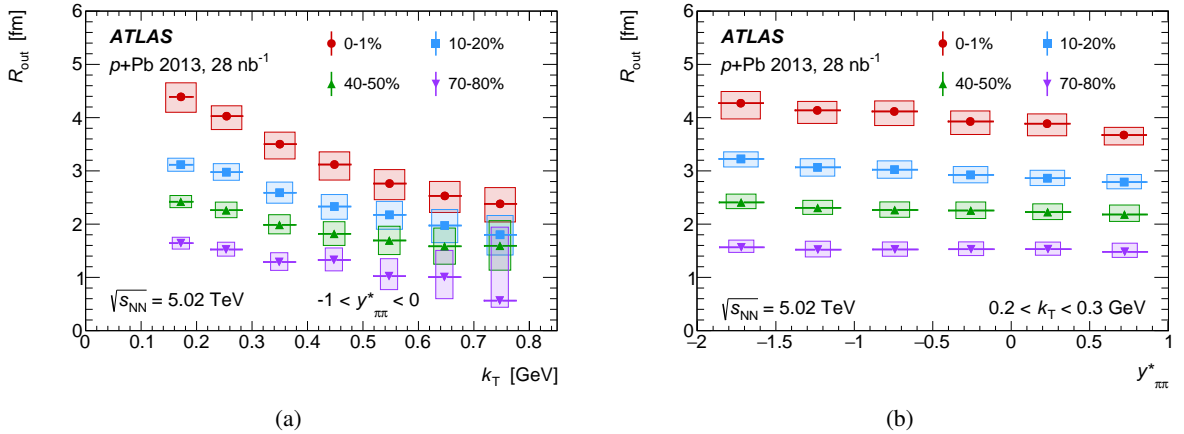 R_out [fm]
6
5
4
3
2
1
0
ATLAS
p+Pb 2013, 28 nb⁻¹
0-1%
10-20%
40-50%
70-80%
√s_NN = 5.02 TeV
-1 < y*_ππ < 0
0 0.1 0.2 0.3 0.4 0.5 0.6 0.7 0.8
k_T [GeV]
(a)
R_out [fm]
6
5
4
3
2
1
0
ATLAS
p+Pb 2013, 28 nb⁻¹
0-1%
10-20%
40-50%
70-80%
√s_NN = 5.02 TeV
0.2 < k_T < 0.3 GeV
−2 −1.5 −1 −0.5 0 0.5 1
y*_ππ
(b)